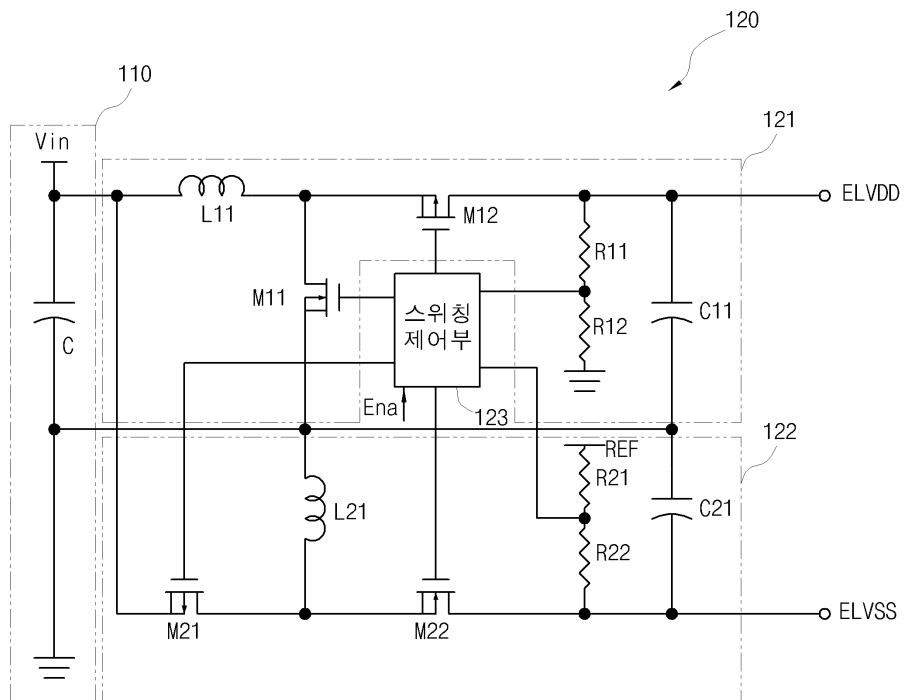 120
110
121
Vin
L11
M12
ELVDD
R11
M11
스위칭
제어부
R12
C11
C
Ena
123
122
REF
R21
L21
C21
R22
M21
M22
ELVSS